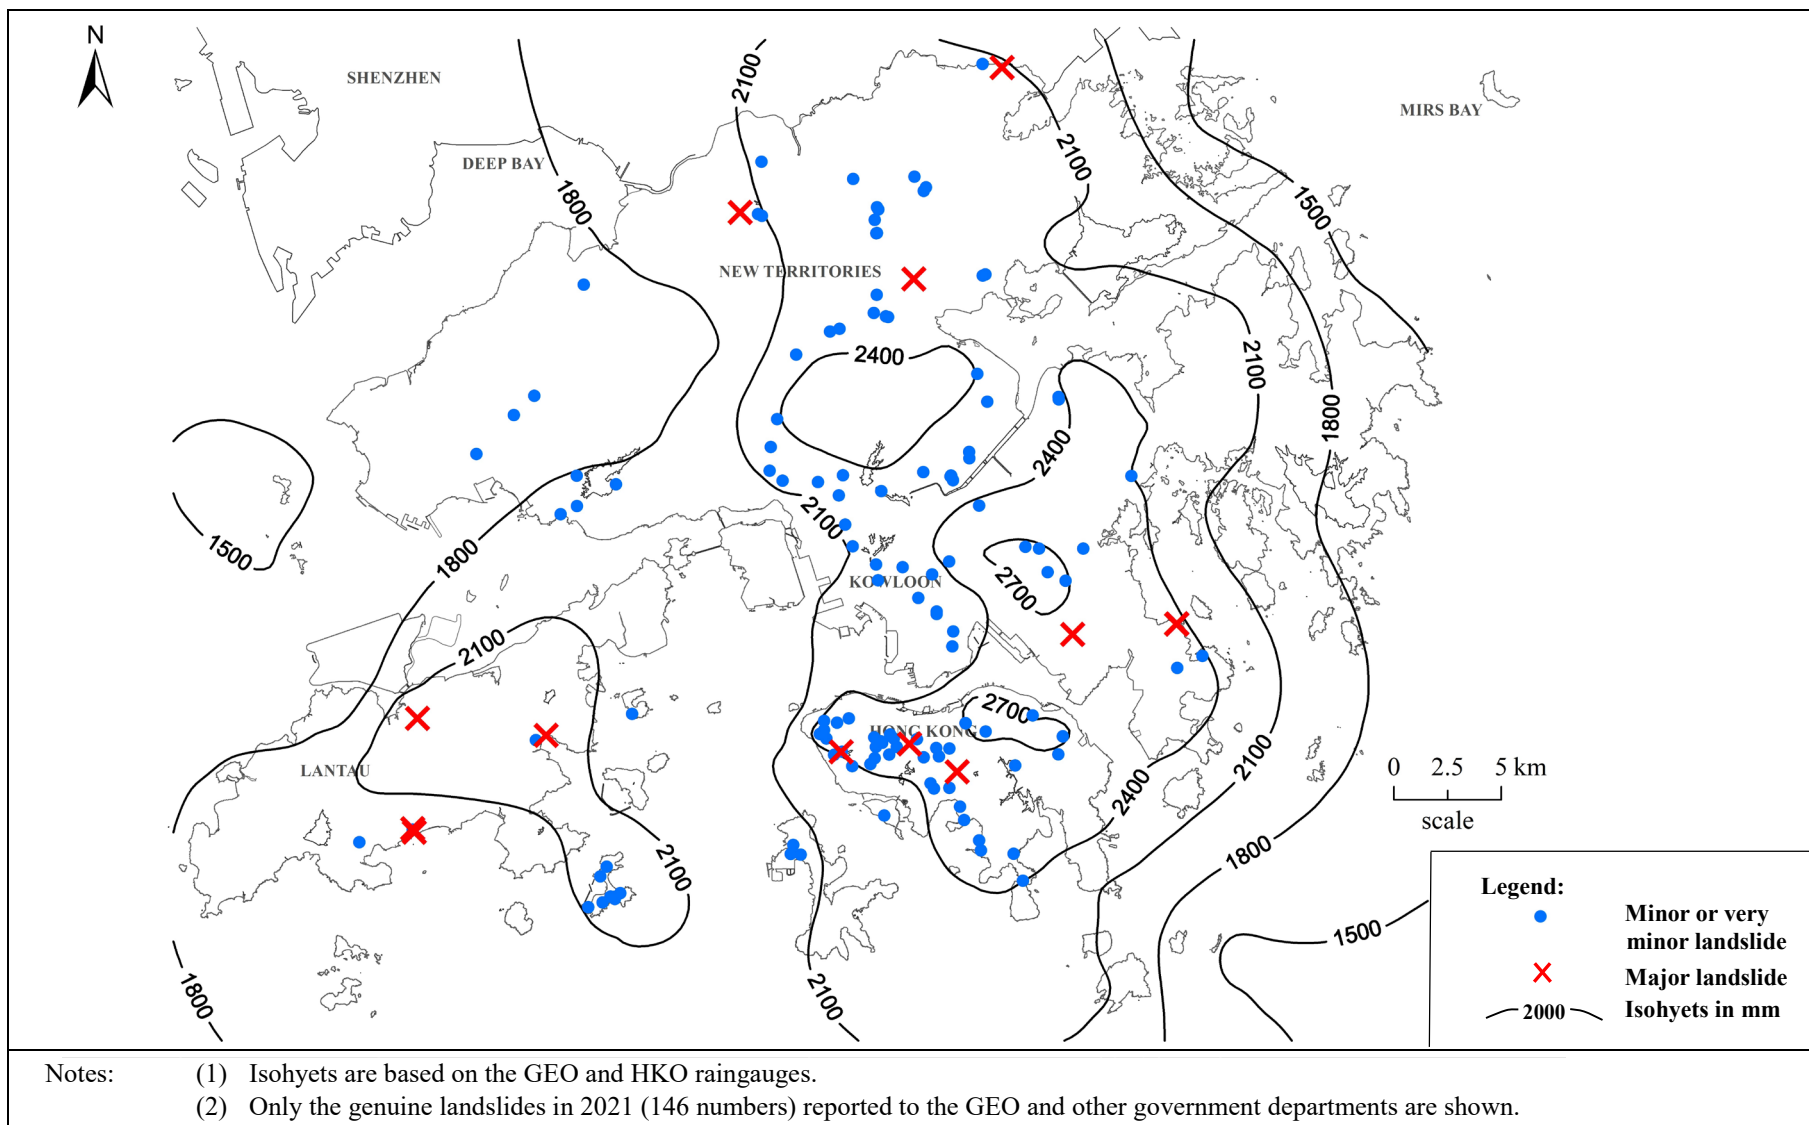 N
SHENZHEN
MIRS BAY
DEEP BAY
2100
2100
1800
1500
NEW TERRITORIES
2400
2100
1800
2400
2100
1500
1800
KOWLOON
2700
2100
2700
HONG KONG
LANTAU
2100
2400
2100
1800
1500
1800
2100
0 2.5 5 km
scale
Legend:
Minor or very
minor landslide
Major landslide
2000
Isohyets in mm
Notes: (1) Isohyets are based on the GEO and HKO raingauges.
(2) Only the genuine landslides in 2021 (146 numbers) reported to the GEO and other government departments are shown.